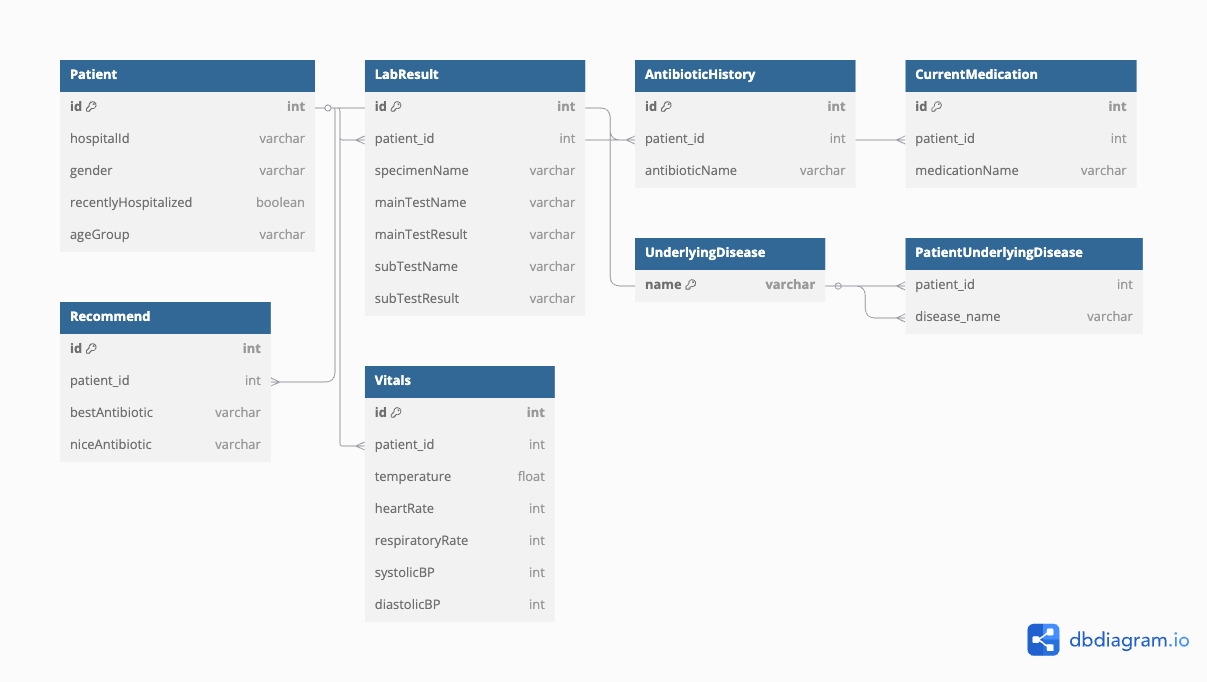 Patient
id int
hospitalId varchar
gender varchar
recentlyHospitalized boolean
ageGroup varchar
LabResult
id int
patient_id int
specimenName varchar
mainTestName varchar
mainTestResult varchar
subTestName varchar
subTestResult varchar
AntibioticHistory
id int
patient_id int
antibioticName varchar
CurrentMedication
id int
patient_id int
medicationName varchar
UnderlyingDisease
name varchar
PatientUnderlyingDisease
patient_id int
disease_name varchar
Recommend
id int
patient_id int
bestAntibiotic varchar
niceAntibiotic varchar
Vitals
id int
patient_id int
temperature float
heartRate int
respiratoryRate int
systolicBP int
diastolicBP int
dbdiagram.io